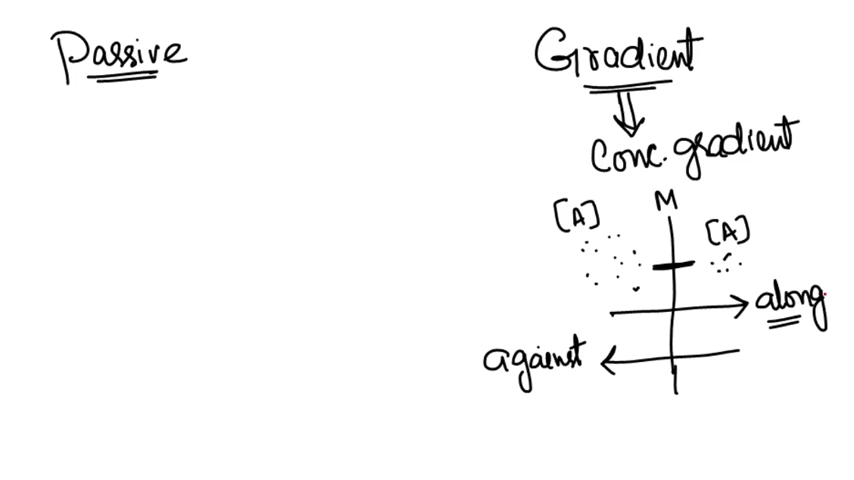 Passive
Gradient
Conc. gradient
M
[A]
[A]
along
against